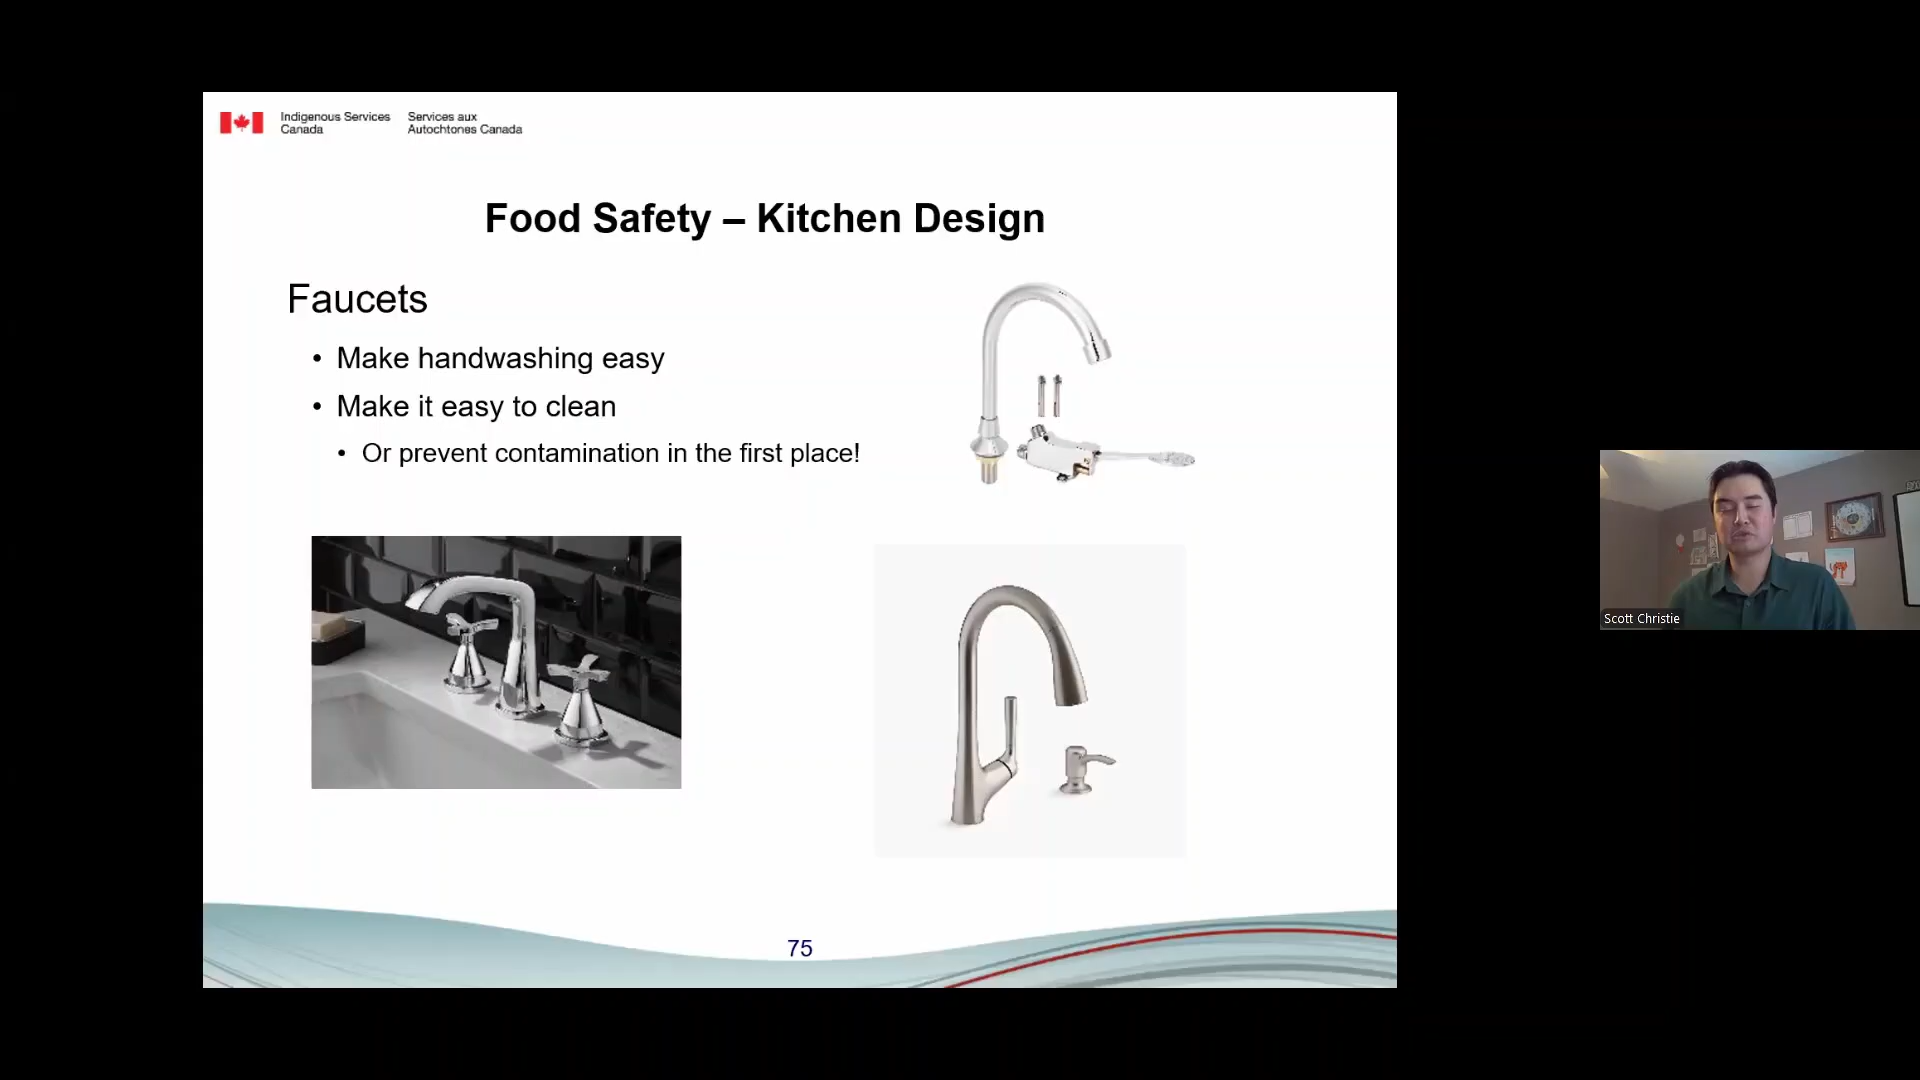 Indigenous Services
Canada
Services aux
Autochtones Canada
Food Safety – Kitchen Design
Faucets
• Make handwashing easy
• Make it easy to clean
• Or prevent contamination in the first place!
75
Scott Christie